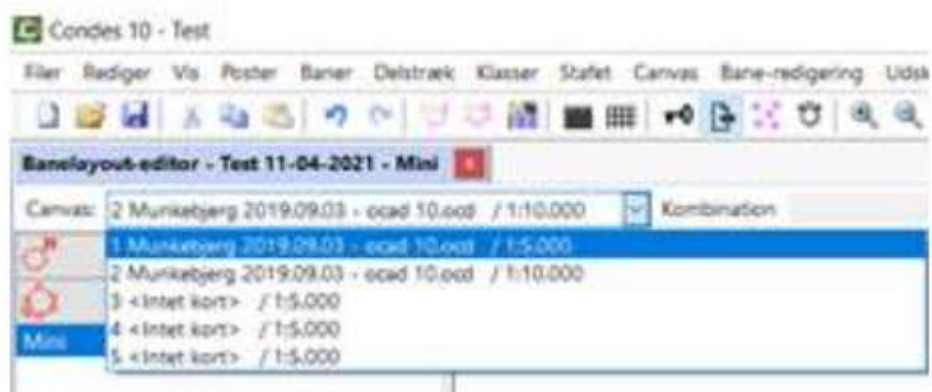 Condes 10 - Test
Filer Rediger Vis Poster Baner Delstræk Klasser Stafet Canvas Bane-redigering Udsk
Banelayout-editor - Test 11-04-2021 - Mini
Canvas: 2 Munkebjerg 2019.09.03 - ocad 10.ocd / 1:10.000 Kombination
1 Munkebjerg 2019.09.03 - ocad 10.ocd / 1:5.000
2 Munkebjerg 2019.09.03 - ocad 10.ocd / 1:10.000
3 <Intet kort> / 1:5.000
4 <Intet kort> / 1:5.000
Mini
5 <Intet kort> / 1:5.000